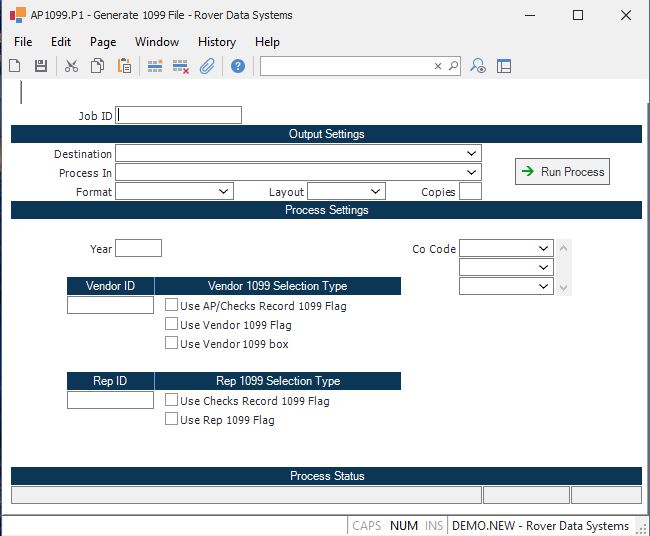 AP1099.P1 - Generate 1099 File - Rover Data Systems
File Edit Page Window History Help
Job ID
Output Settings
Destination
Process In
Run Process
Format Layout Copies
Process Settings
Year Co Code
Vendor ID Vendor 1099 Selection Type
Use AP/Checks Record 1099 Flag
Use Vendor 1099 Flag
Use Vendor 1099 box
Rep ID Rep 1099 Selection Type
Use Checks Record 1099 Flag
Use Rep 1099 Flag
Process Status
CAPS NUM INS DEMO.NEW - Rover Data Systems